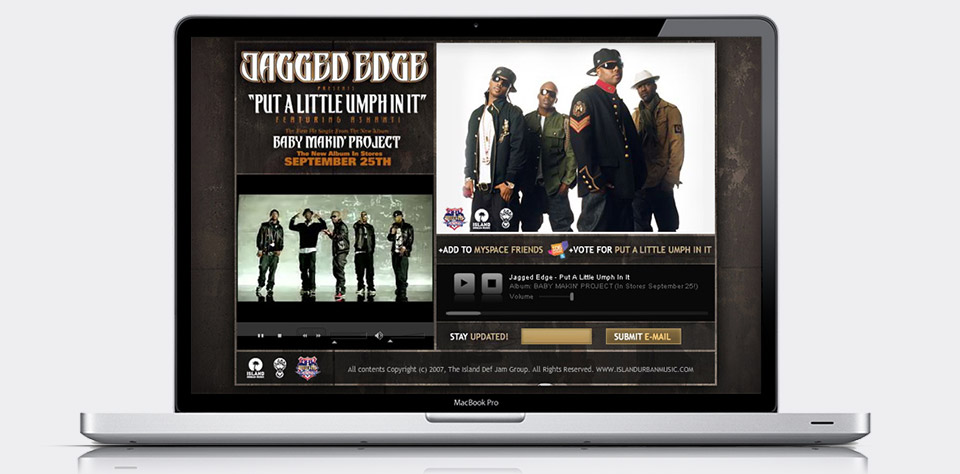 JAGGED EDGE
PRESENTS
"PUT A LITTLE UMPH IN IT"
FEATURING ASHANTI
The New Hit Single From The New Album
BABY MAKIN' PROJECT
The New Album In Stores
SEPTEMBER 25TH
ISLAND
+ADD TO MYSPACE FRIENDS
+VOTE FOR PUT A LITTLE UMPH IN IT
Jagged Edge - Put A Little Umph In It
Album: BABY MAKIN' PROJECT (In Stores September 25!)
Volume
STAY UPDATED!
SUBMIT E-MAIL
ISLAND
All contents Copyright (c) 2007, The Island Def Jam Group. All Rights Reserved. WWW.ISLANDURBANMUSIC.COM
MacBook Pro